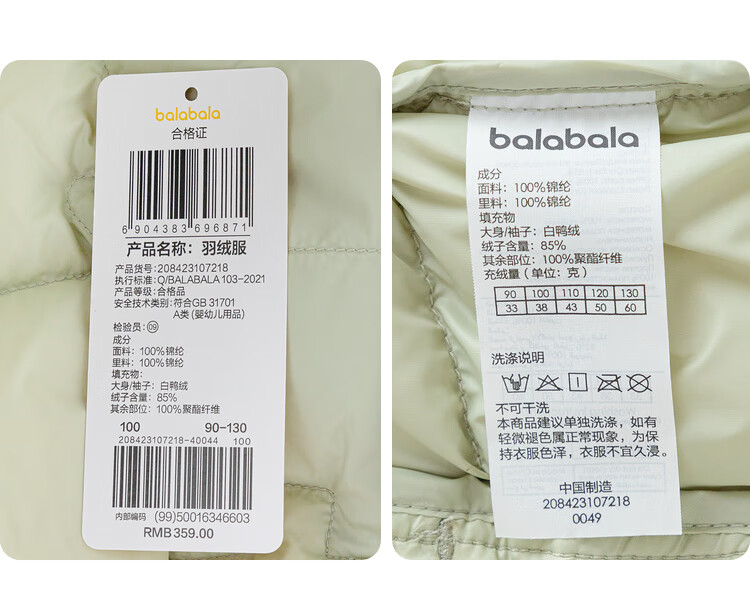 balabala
合格证
6 904383 696871
产品名称：羽绒服
产品货号：208423107218
执行标准：Q/BALABALA 103-2021
产品等级：合格品
安全技术类别：符合GB 31701
A类（婴幼儿用品）
检验员：09
成分：
面料：100%锦纶
里料：100%锦纶
填充物：
大身/袖子：白鸭绒
绒子含量：85%
其余部位：100%聚酯纤维
100 90-130
208423107218-40044 100
内部编码 (99)50016346603
RMB 359.00
balabala
成分
面料：100%锦纶
里料：100%锦纶
填充物
大身/袖子：白鸭绒
绒子含量：85%
其余部位：100%聚酯纤维
充绒量（单位：克）
90 100 110 120 130
33 38 43 50 60
洗涤说明
不可干洗
本商品建议单独洗涤，如有
轻微褪色属正常现象，为保
持衣服色泽，衣服不宜久浸。
中国制造
208423107218
0049